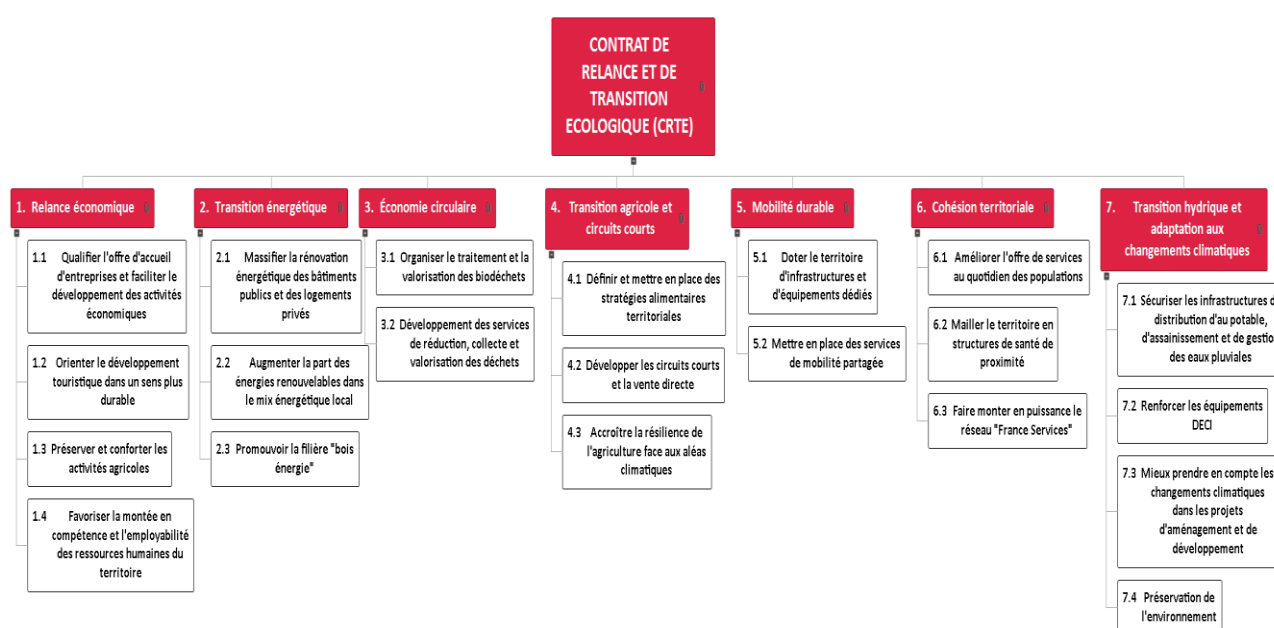 CONTRAT DE
RELANCE ET DE
TRANSITION
ECOLOGIQUE (CRTE)
1. Relance économique
1.1 Qualifier l'offre d'accueil
d'entreprises et faciliter le
développement des activités
économiques
1.2 Orienter le développement
touristique dans un sens plus
durable
1.3 Préserver et conforter les
activités agricoles
1.4 Favoriser la montée en
compétence et l'employabilité
des ressources humaines du
territoire
2. Transition énergétique
2.1 Massifier la rénovation
énergétique des bâtiments
publics et des logements
privés
2.2 Augmenter la part des
énergies renouvelables dans
le mix énergétique local
2.3 Promouvoir la filière "bois
énergie"
3. Économie circulaire
3.1 Organiser le traitement et la
valorisation des biodéchets
3.2 Développement des services
de réduction, collecte et
valorisation des déchets
4. Transition agricole et
circuits courts
4.1 Définir et mettre en place des
stratégies alimentaires
territoriales
4.2 Développer les circuits courts
et la vente directe
4.3 Accroître la résilience de
l'agriculture face aux aléas
climatiques
5. Mobilité durable
5.1 Doter le territoire
d'infrastructures et
d'équipements dédiés
5.2 Mettre en place des services
de mobilité partagée
6. Cohésion territoriale
6.1 Améliorer l'offre de services
au quotidien des populations
6.2 Mailler le territoire en
structures de santé de
proximité
6.3 Faire monter en puissance le
réseau "France Services"
7. Transition hydrique et
adaptation aux
changements climatiques
7.1 Sécuriser les infrastructures d
distribution d'au potable,
d'assainissement et de gestio
des eaux pluviales
7.2 Renforcer les équipements
DECI
7.3 Mieux prendre en compte les
changements climatiques
dans les projets
d'aménagement et de
développement
7.4 Préservation de
l'environnement